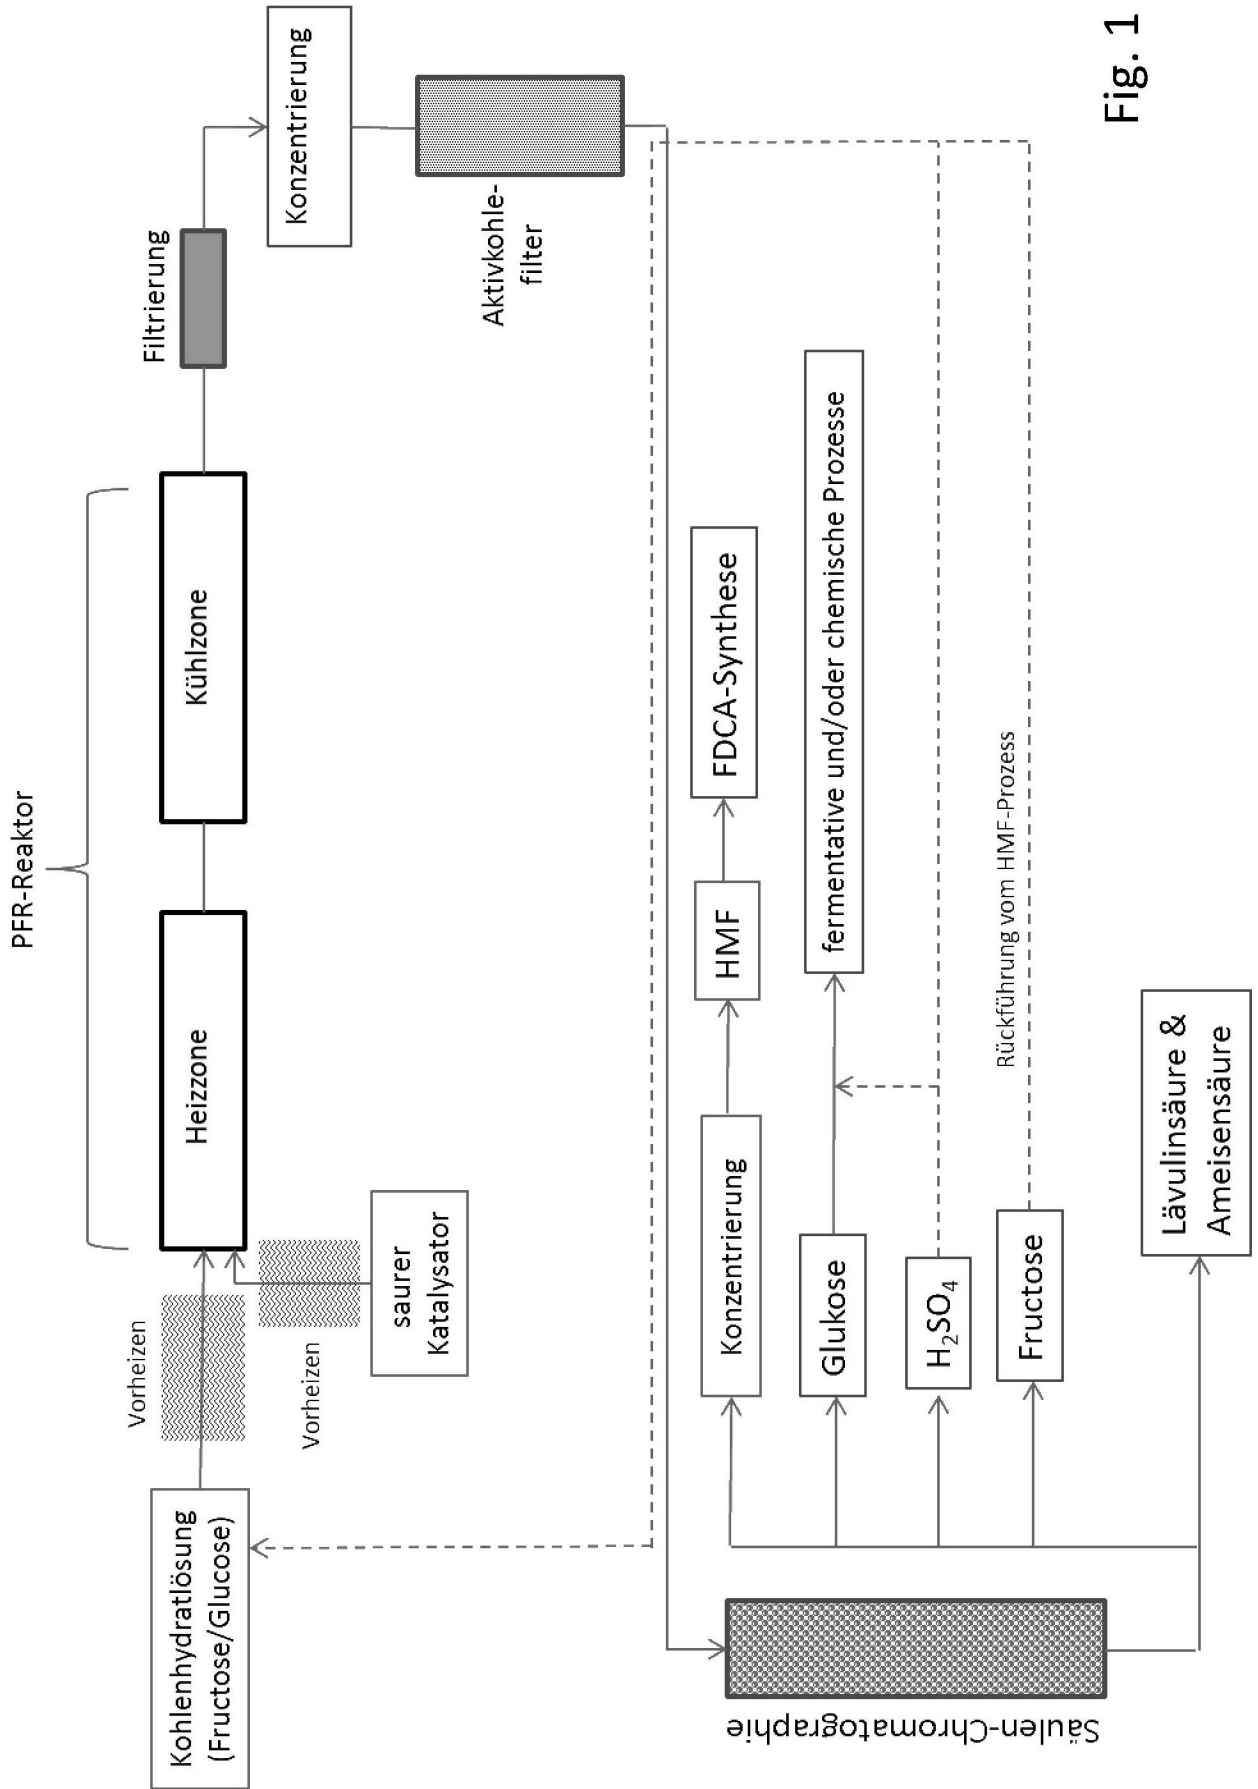 PFR-Reaktor
Vorheizen
Kohlenhydratlösung
(Fructose/Glucose)
Heizzone
Kühlzone
Filtrierung
Vorheizen
saurer
Katalysator
Konzentrierung
Aktivkohle-
filter
Säulen-Chromatographie
Konzentrierung
HMF
FDCA-Synthese
Glukose
fermentative und/oder chemische Prozesse
H₂SO₄
Fructose
Rückführung vom HMF-Prozess
Lävulinsäure &
Ameisensäure
Fig. 1